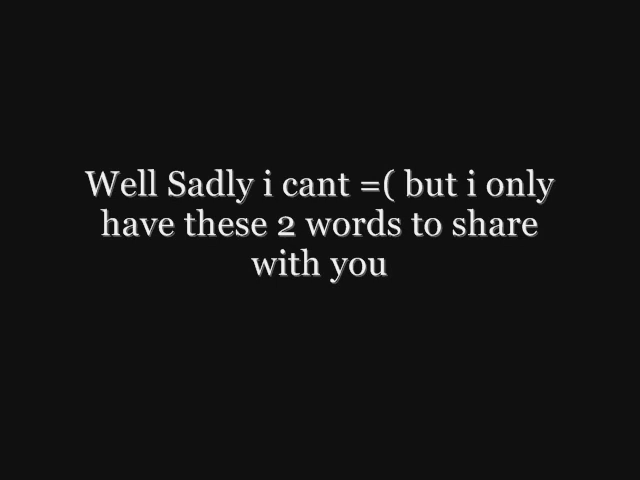 Well Sadly i cant =( but i only
have these 2 words to share
with you